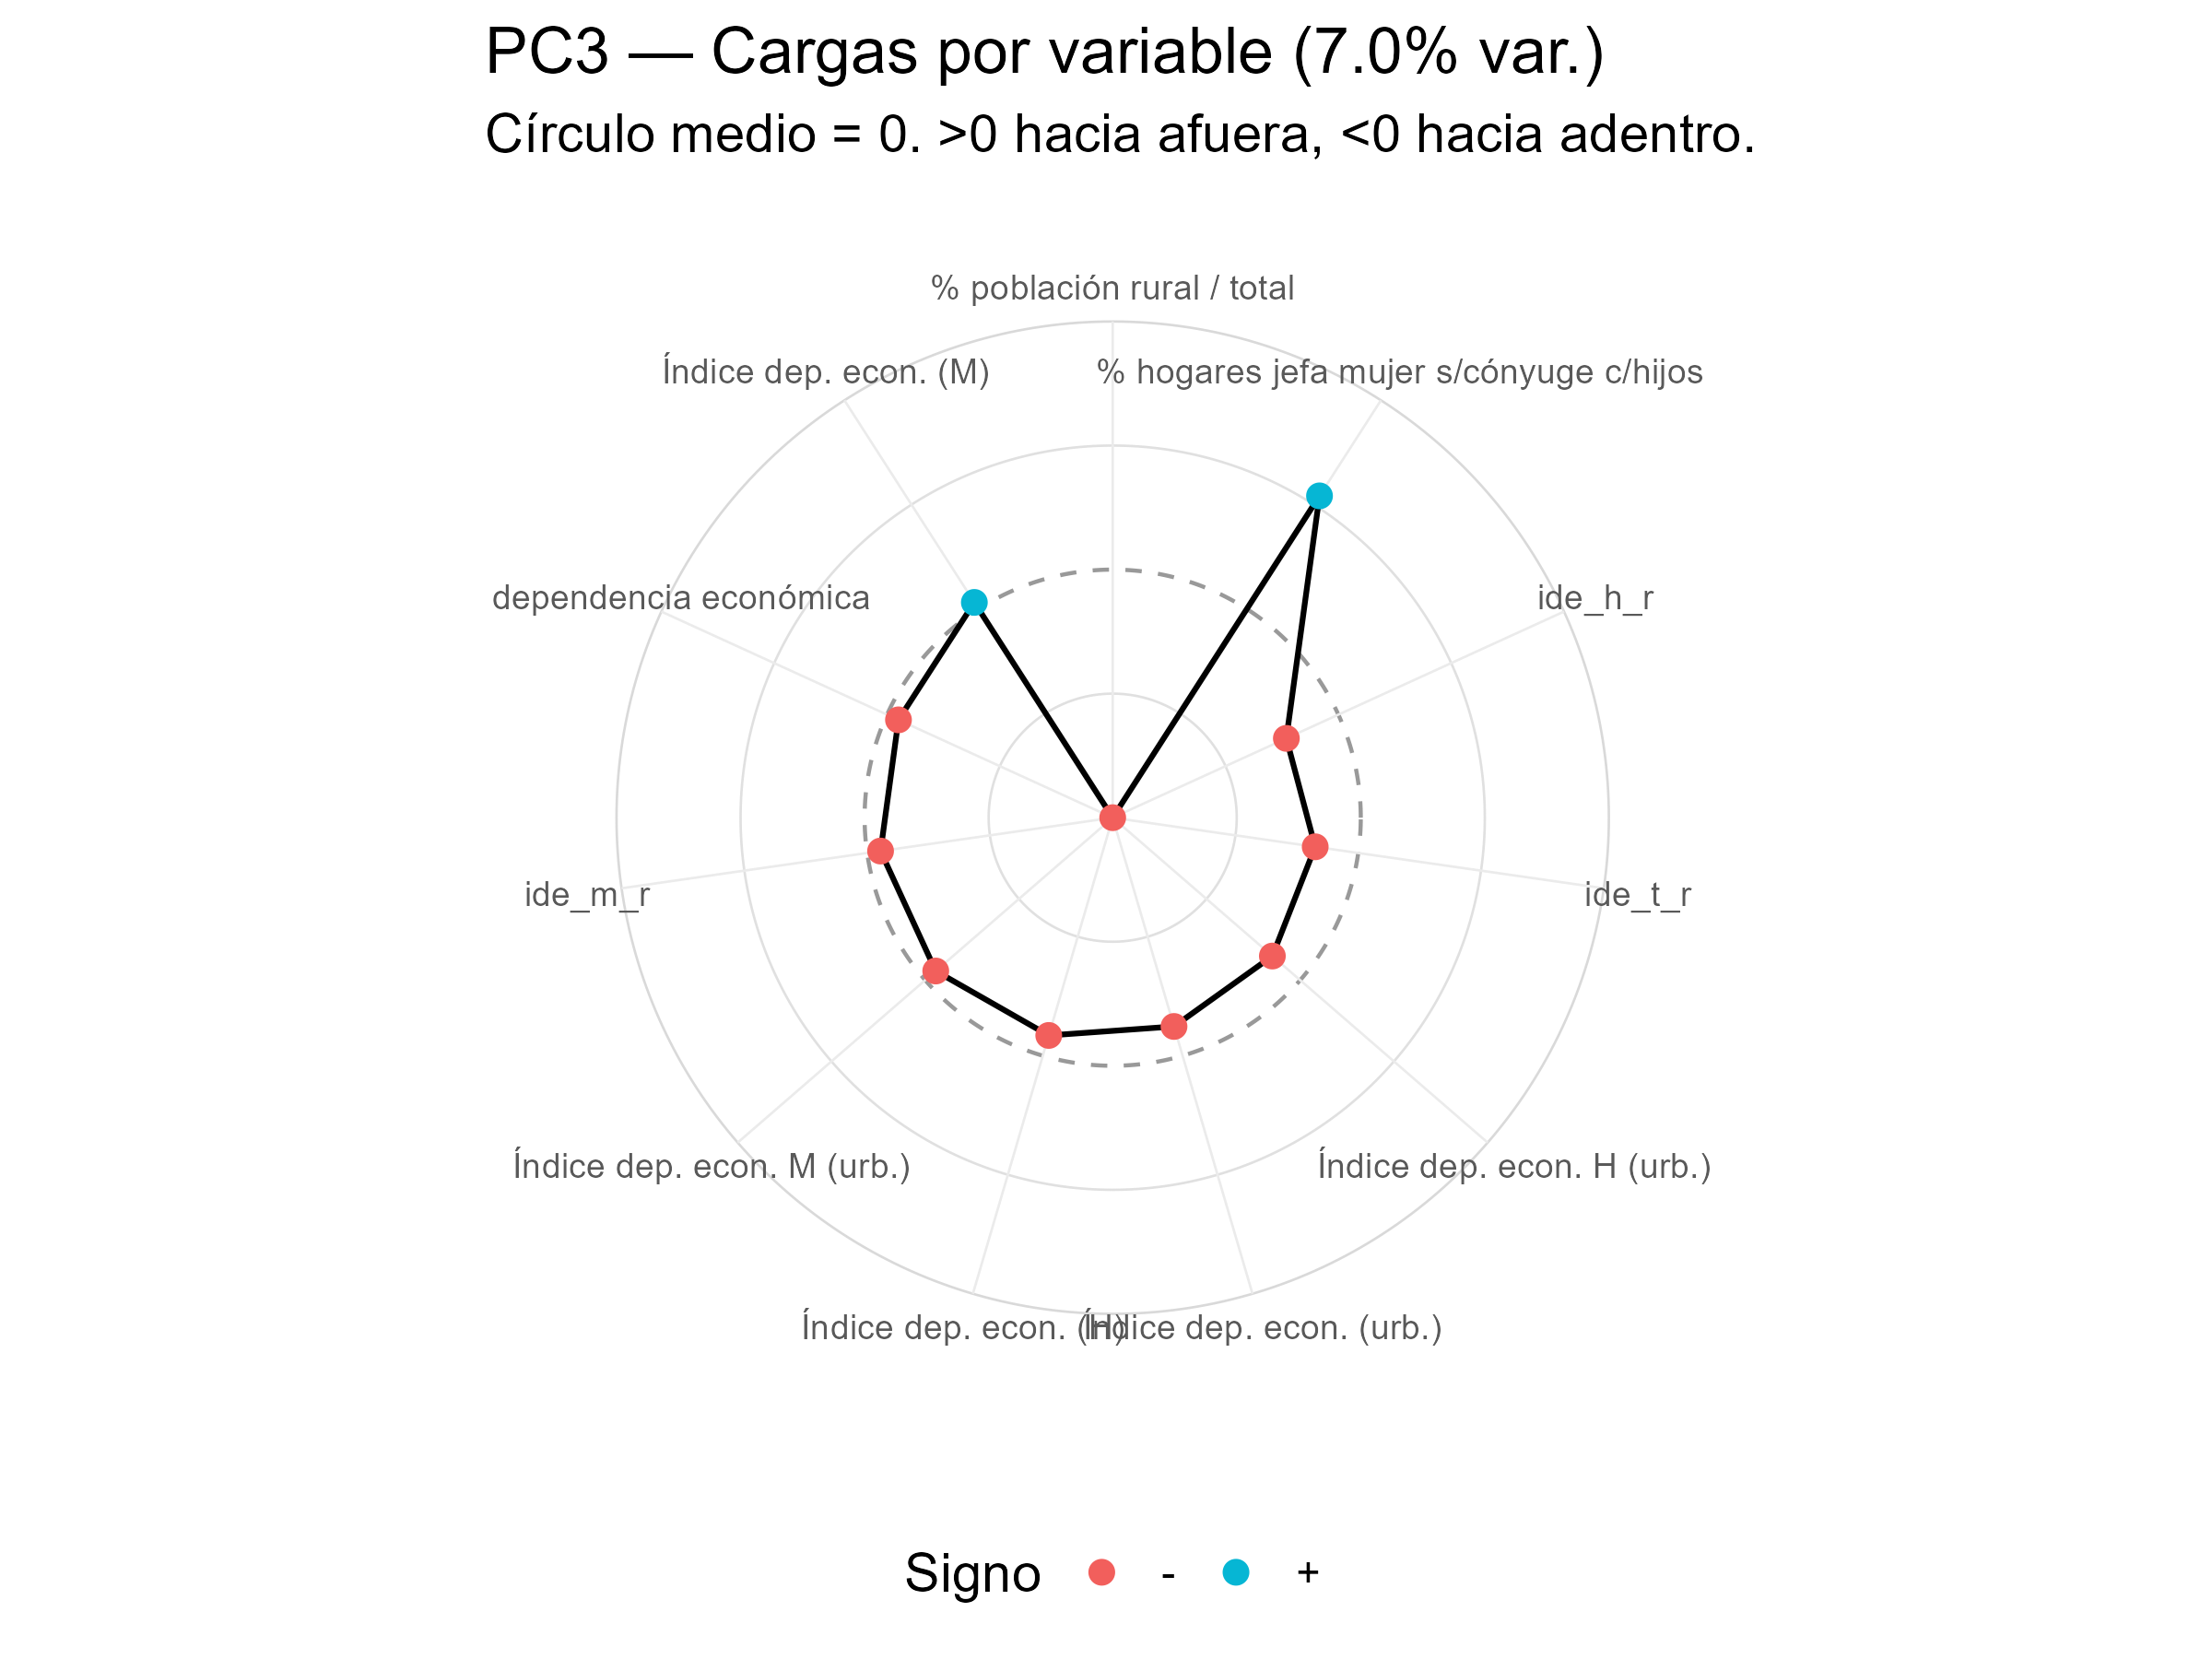 PC3 — Cargas por variable (7.0% var.)
Círculo medio = 0. >0 hacia afuera, <0 hacia adentro.
% población rural / total
Índice dep. econ. (M)
% hogares jefa mujer s/cónyuge c/hijos
dependencia económica
ide_h_r
ide_m_r
ide_t_r
Índice dep. econ. M (urb.)
Índice dep. econ. H (urb.)
Índice dep. econ. (H)
Índice dep. econ. (urb.)
Signo - +